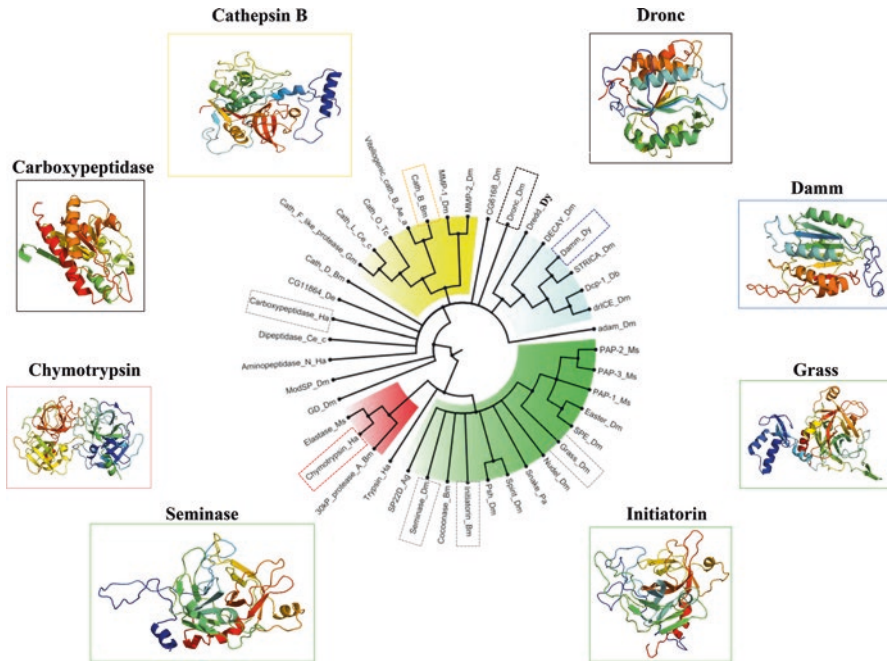 Cathepsin B
Dronc
Carboxypeptidase
Damm
Chymotrypsin
Grass
Seminase
Initiatorin
GD_Dm
ModSP_Dm
Aminopeptidase_N_Ha
Dipeptidase_Ce_c
Carboxypeptidase_Ha
CG11864_De
Cath_D_Bm
Cath_F_like_protease_Gm
Cath_L_Ce_c
Cath_O_Tc
Vitellogenic_cath_B_Ae_a
Cath_B_Bm
MMP-1_Dm
MMP-2_Dm
CG6168_Dm
Dronc_Dm
Dredd_Dy
DECAY_Dm
Damm_Dy
STRICA_Dm
Dcp-1_Db
drICE_Dm
adam_Dm
PAP-2_Ms
PAP-3_Ms
PAP-1_Ms
Easter_Dm
SPE_Dm
Grass_Dm
Nudel_Dm
Snake_Pa
Spirit_Dm
Psh_Dm
Initiatorin_Bm
Cocoonase_Bm
Seminase_Dm
SP22D_Ag
Trypsin_Ha
30kP_protease_A_Bm
Chymotrypsin_Ha
Elastase_Ms